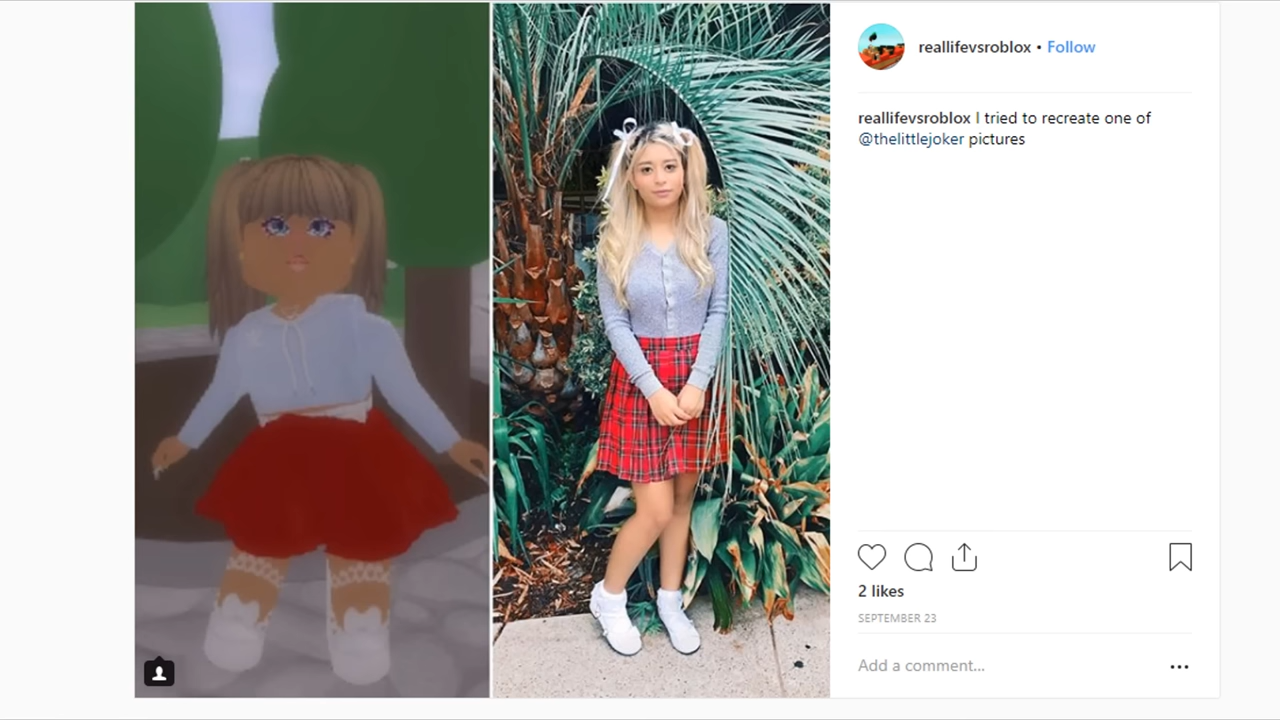 reallifevsroblox • Follow
reallifevsroblox I tried to recreate one of
@thelittlejoker pictures
2 likes
SEPTEMBER 23
Add a comment...